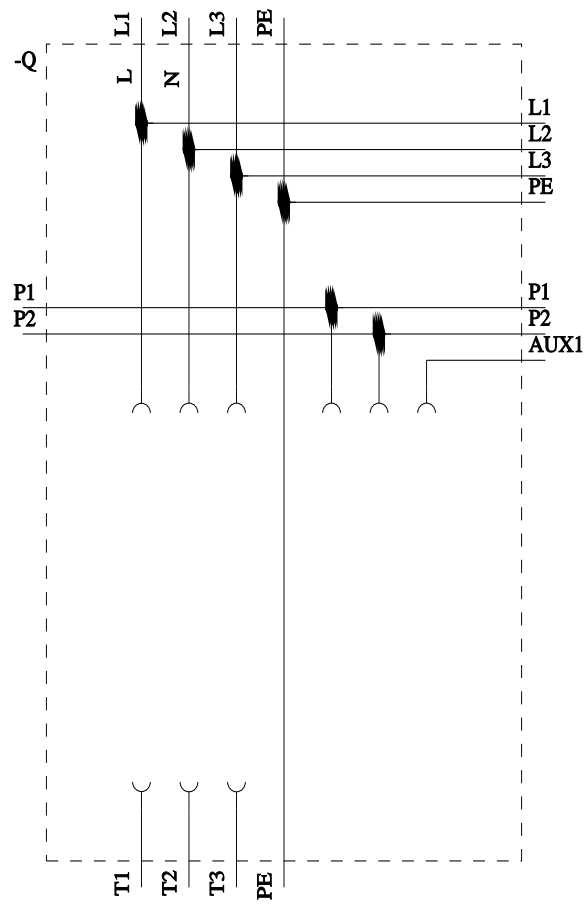 L1 L2 L3 PE
-Q
L N
L1
L2
L3
PE
P1 P1
P2 P2
AUX1
T1 T2 T3 PE